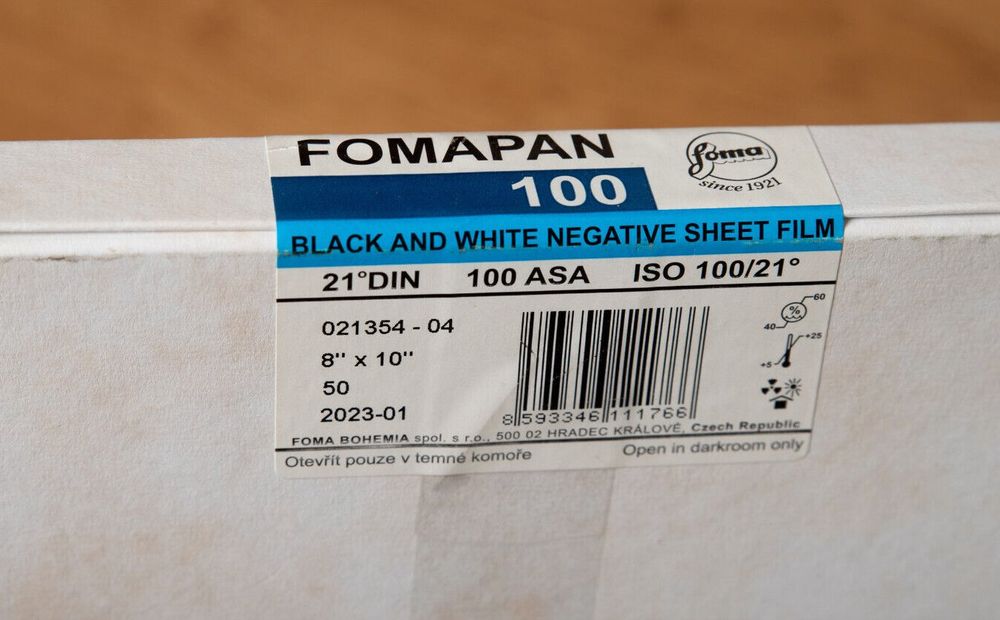 FOMAPAN
100
foma
since 1921
BLACK AND WHITE NEGATIVE SHEET FILM
21°DIN 100 ASA ISO 100/21°
021354 - 04
8" x 10"
50
2023-01
8 593346 111766
% 60
40
+25
+5
FOMA BOHEMIA spol. s r.o., 500 02 HRADEC KRÁLOVÉ, Czech Republic
Otevřít pouze v temné komoře Open in darkroom only